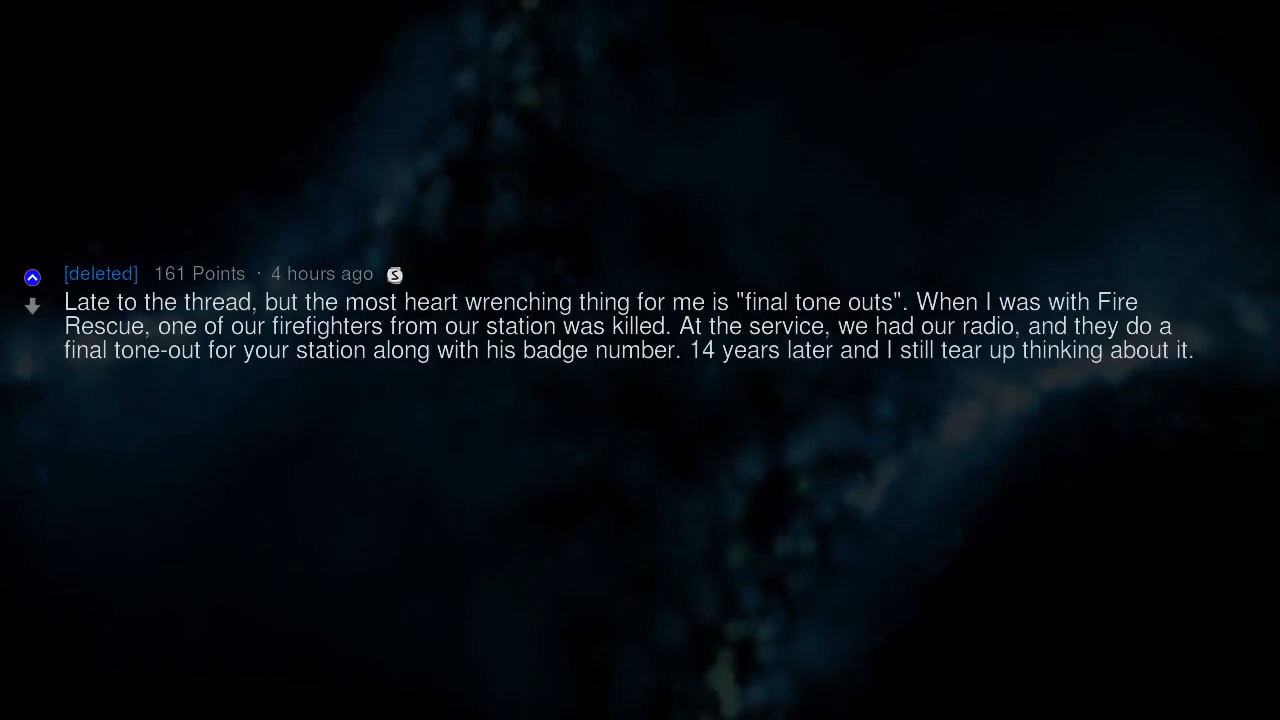 [deleted] 161 Points · 4 hours ago S
Late to the thread, but the most heart wrenching thing for me is "final tone outs". When I was with Fire
Rescue, one of our firefighters from our station was killed. At the service, we had our radio, and they do a
final tone-out for your station along with his badge number. 14 years later and I still tear up thinking about it.